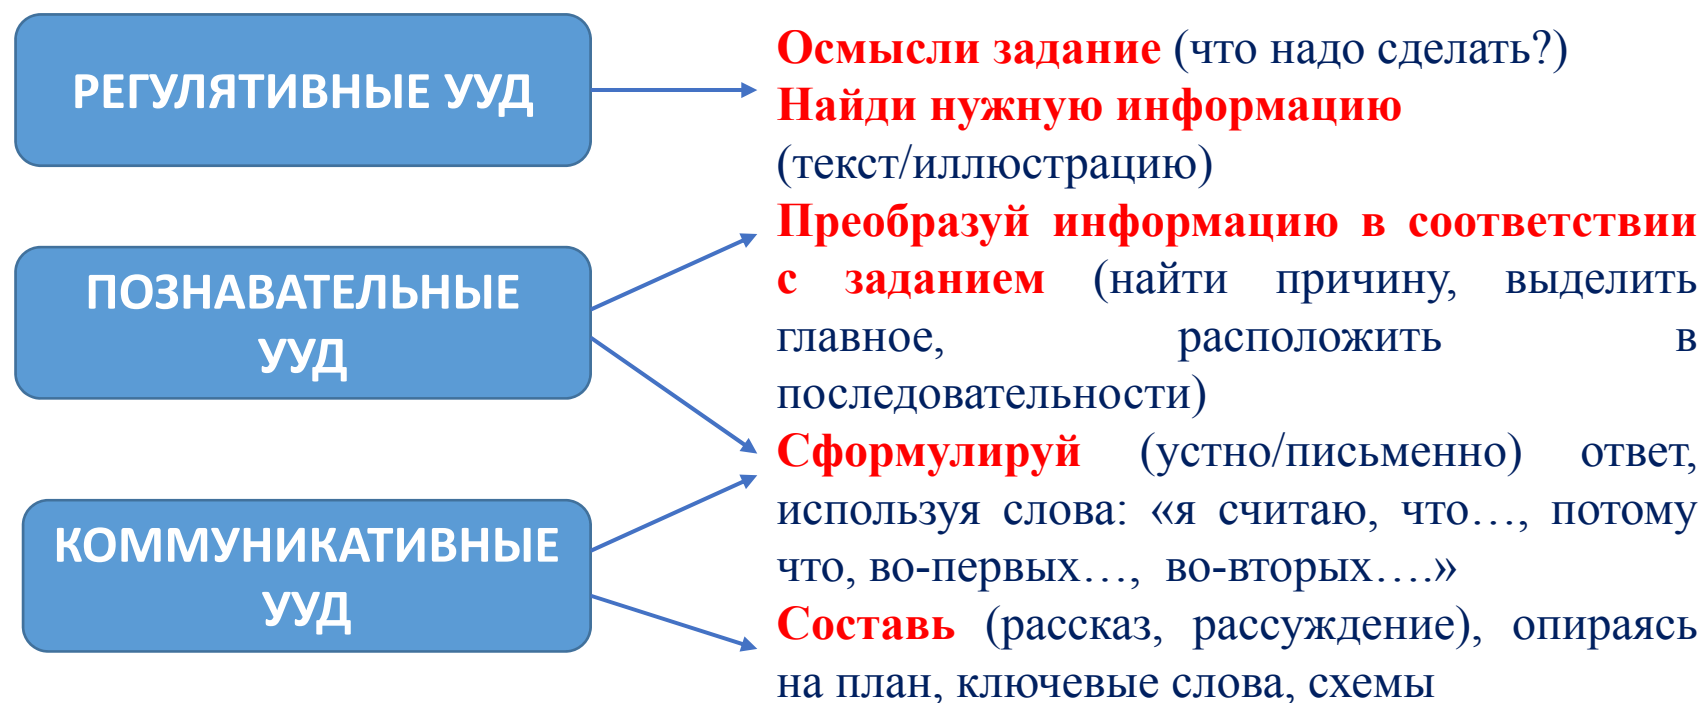 РЕГУЛЯТИВНЫЕ УУД
ПОЗНАВАТЕЛЬНЫЕ
УУД
КОММУНИКАТИВНЫЕ
УУД
Осмысли задание (что надо сделать?)
Найди нужную информацию
(текст/иллюстрацию)
Преобразуй информацию в соответствии
с заданием (найти причину, выделить
главное, расположить в
последовательности)
Сформулируй (устно/письменно) ответ,
используя слова: «я считаю, что…, потому
что, во-первых…, во-вторых….»
Составь (рассказ, рассуждение), опираясь
на план, ключевые слова, схемы